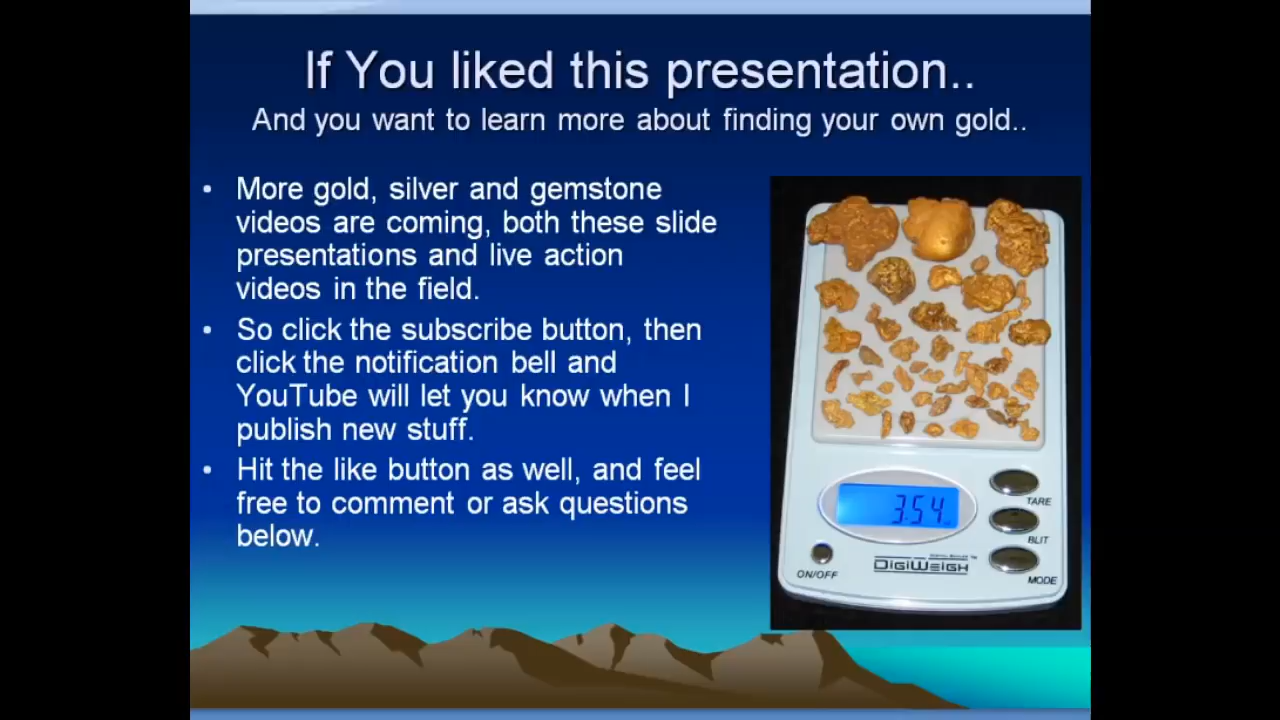 If You liked this presentation..
And you want to learn more about finding your own gold..
• More gold, silver and gemstone
videos are coming, both these slide
presentations and live action
videos in the field.
• So click the subscribe button, then
click the notification bell and
YouTube will let you know when I
publish new stuff.
• Hit the like button as well, and feel
free to comment or ask questions
below.
3.54
TARE
BLIT
MODE
ON/OFF
DIGIWEIGH